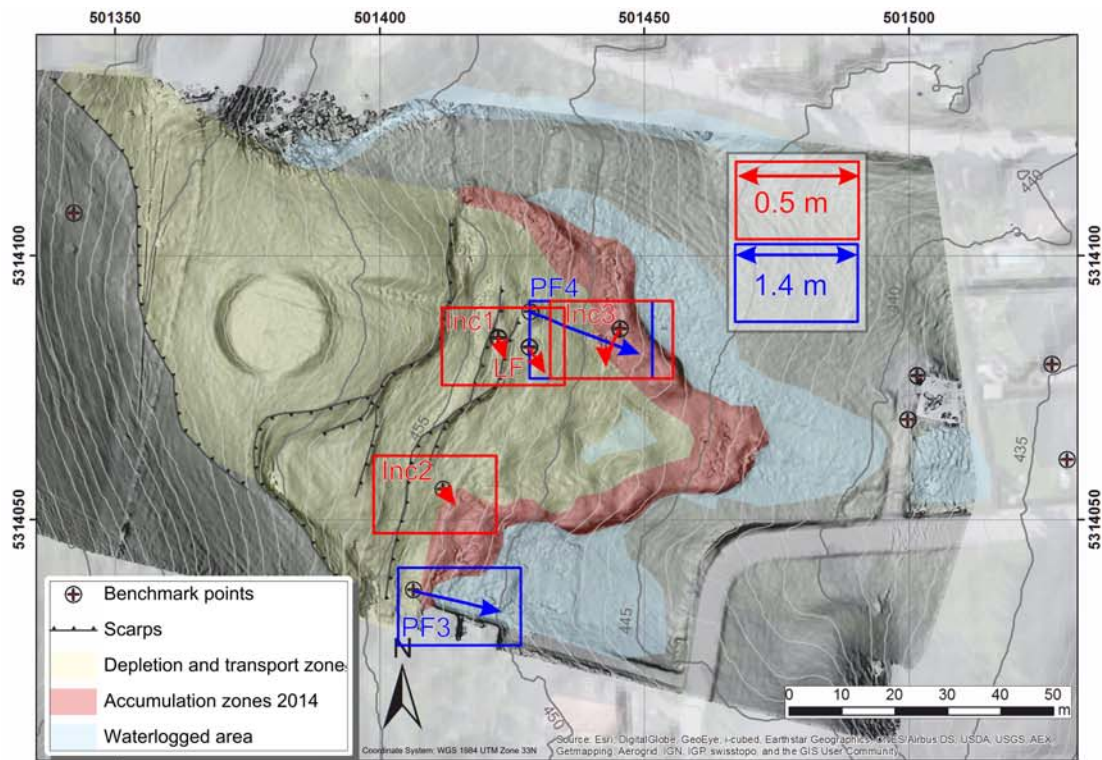 501350
501400
501450
501500
5314100
5314100
5314050
5314050
440
440
455
445
435
450
0.5 m
1.4 m
PF4
Inc1
Inc3
LF
Inc2
PF3
N
Benchmark points
Scarps
Depletion and transport zones
Accumulation zones 2014
Waterlogged area
0 10 20 30 40 50
m
Source: Esri, DigitalGlobe, GeoEye, i-cubed, Earthstar Geographics, CNES/Airbus DS, USDA, USGS, AEX,
Coordinate System: WGS 1984 UTM Zone 33N
Getmapping, Aerogrid, IGN, IGP, swisstopo, and the GIS User Community